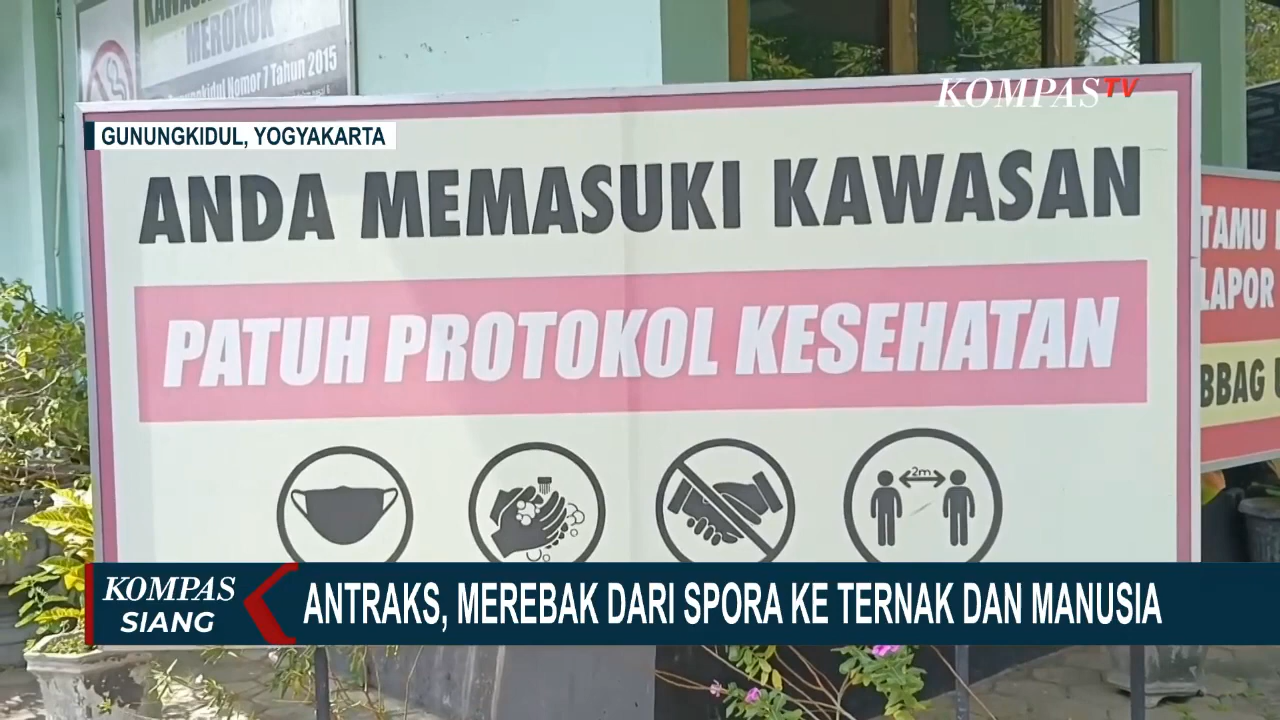 MEROKOK
Nomor 7 Tahun 2015
KOMPASTV
GUNUNGKIDUL, YOGYAKARTA
ANDA MEMASUKI KAWASAN
PATUH PROTOKOL KESEHATAN
TAMU
LAPOR
2m
KOMPAS
SIANG
ANTRAKS, MEREBAK DARI SPORA KE TERNAK DAN MANUSIA